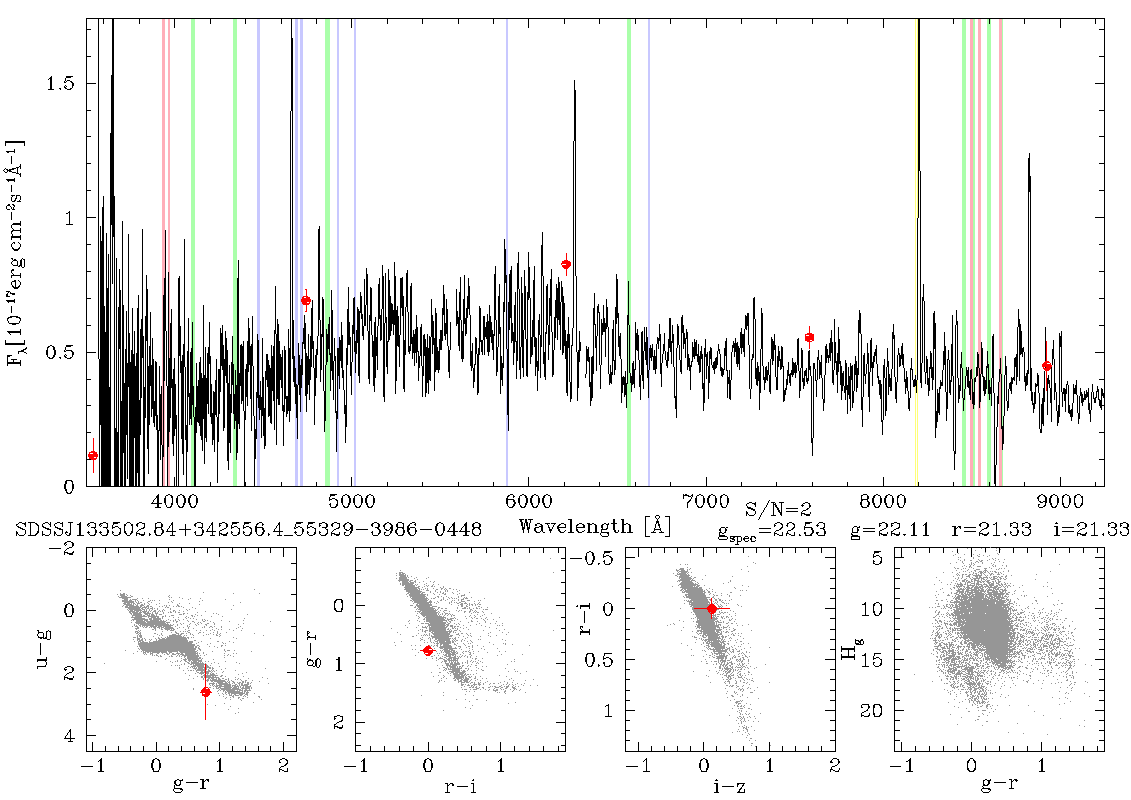 1.5
1
0.5
0
F_λ[10^−17 erg cm^−2 s^−1 Å^−1]
4000 5000 6000 7000 8000 9000
Wavelength [Å]
S/N=2
SDSSJ133502.84+342556.4_55329−3986−0448
g_spec=22.53 g=22.11 r=21.33 i=21.33
−2
0
2
4
u−g
−1 0 1 2
g−r
0
1
2
g−r
−1 0 1 2
r−i
−0.5
0
0.5
1
r−i
−1 0 1 2
i−z
5
10
15
20
H_g
−1 0 1
g−r